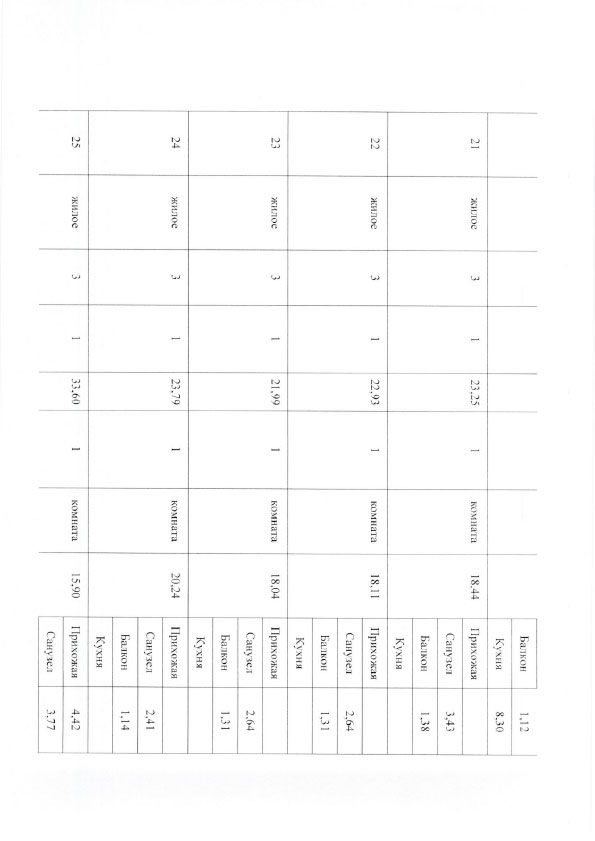 Балкон 1,12
Кухня 8,30
21 жилое 3 1 23,25 1 комната 18,44 Прихожая
Санузел 3,43
Балкон 1,38
Кухня
22 жилое 3 1 22,93 1 комната 18,11 Прихожая
Санузел 2,64
Балкон 1,31
Кухня
23 жилое 3 1 21,99 1 комната 18,04 Прихожая
Санузел 2,64
Балкон 1,31
Кухня
24 жилое 3 1 23,79 1 комната 20,24 Прихожая
Санузел 2,41
Балкон 1,14
Кухня
25 жилое 3 1 33,60 1 комната 15,90 Прихожая 4,42
Санузел 3,77